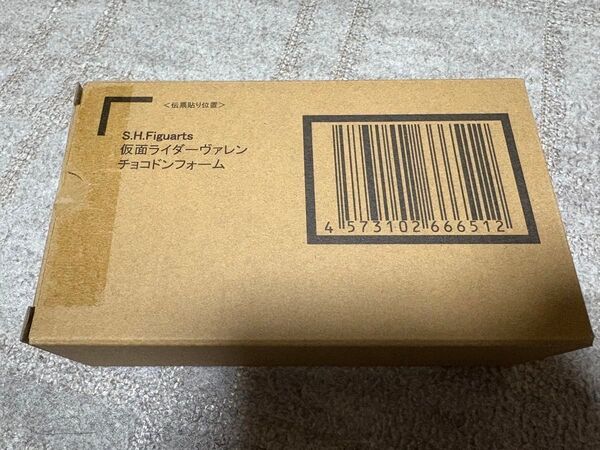 <伝票貼り位置>
S.H.Figuarts
仮面ライダーヴァレン
チョコドンフォーム
4 573102 666512